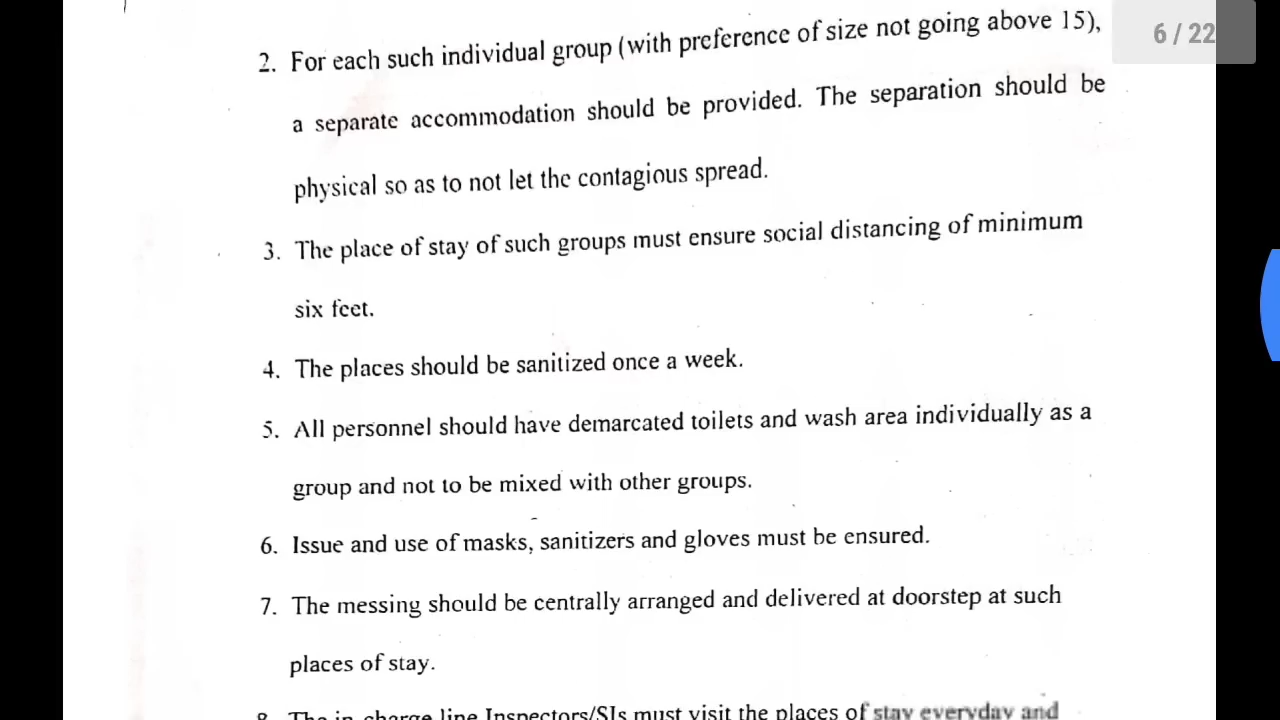 6 / 22
2. For each such individual group (with preference of size not going above 15),
a separate accommodation should be provided. The separation should be
physical so as to not let the contagious spread.
3. The place of stay of such groups must ensure social distancing of minimum
six feet.
4. The places should be sanitized once a week.
5. All personnel should have demarcated toilets and wash area individually as a
group and not to be mixed with other groups.
6. Issue and use of masks, sanitizers and gloves must be ensured.
7. The messing should be centrally arranged and delivered at doorstep at such
places of stay.
8. The in-charge line Inspectors/SIs must visit the places of stay everyday and